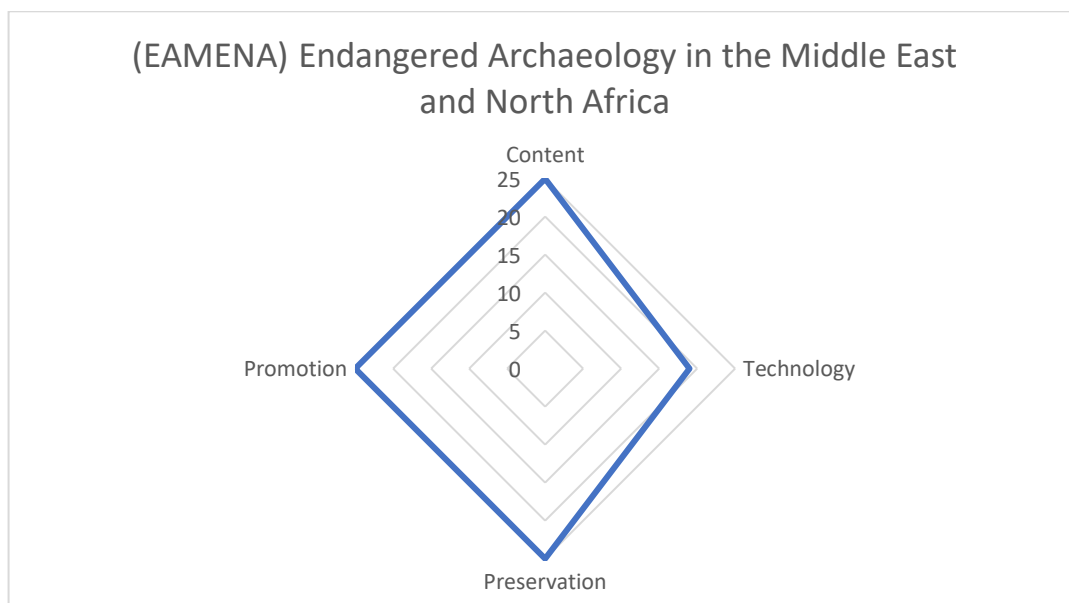 (EAMENA) Endangered Archaeology in the Middle East
and North Africa
Content
25
20
15
10
5
0
Promotion
Technology
Preservation